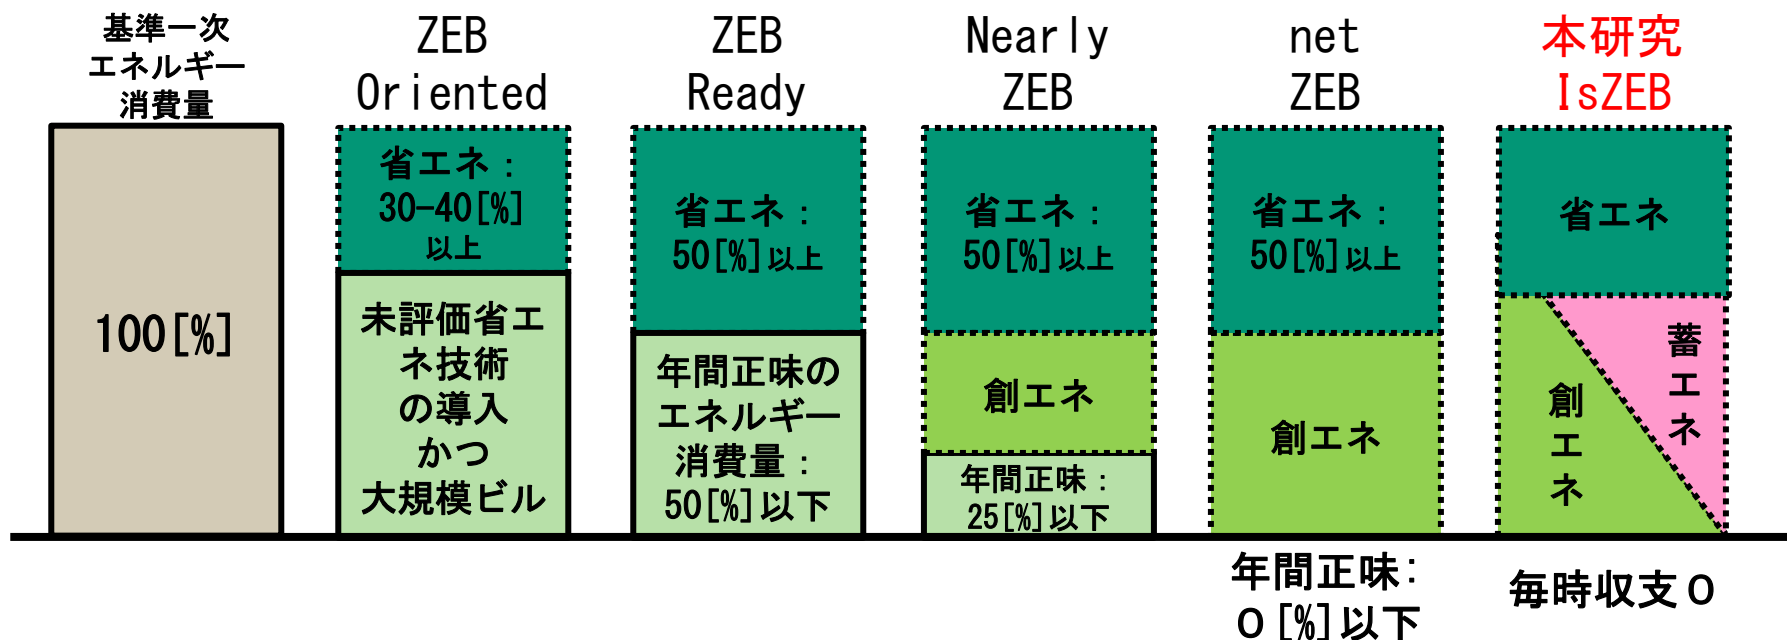 基準一次
エネルギー
消費量
100[%]
ZEB
Oriented
省エネ：
30-40[%]
以上
未評価省エ
ネ技術
の導入
かつ
大規模ビル
ZEB
Ready
省エネ：
50[%]以上
年間正味の
エネルギー
消費量：
50[%]以下
Nearly
ZEB
省エネ：
50[%]以上
創エネ
年間正味：
25[%]以下
net
ZEB
省エネ：
50[%]以上
創エネ
年間正味：
0[%]以下
本研究
IsZEB
省エネ
蓄エネ
創エネ
毎時収支0